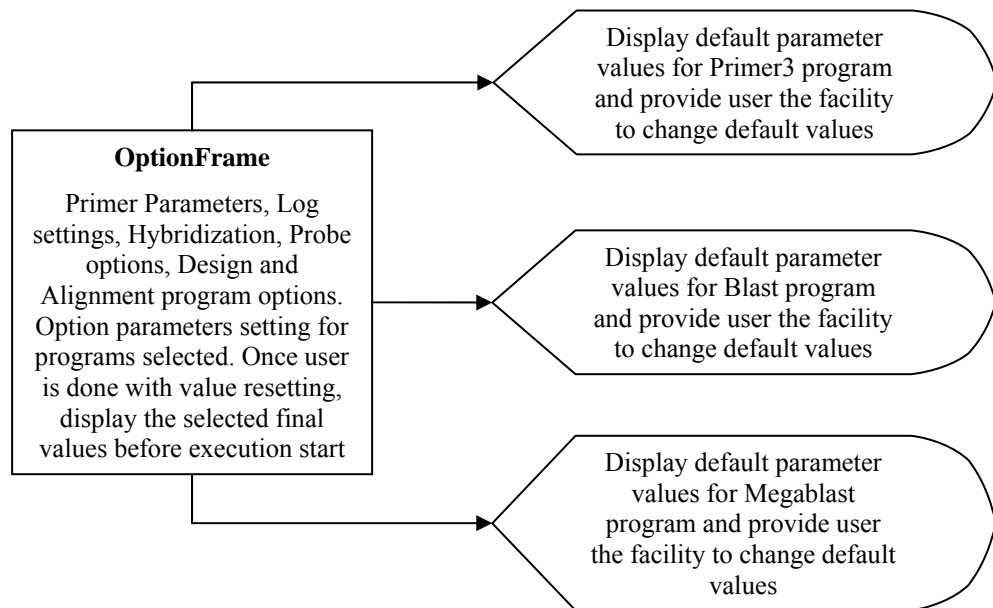 OptionFrame
Primer Parameters, Log
settings, Hybridization, Probe
options, Design and
Alignment program options.
Option parameters setting for
programs selected. Once user
is done with value resetting,
display the selected final
values before execution start
Display default parameter
values for Primer3 program
and provide user the facility
to change default values
Display default parameter
values for Blast program
and provide user the facility
to change default values
Display default parameter
values for Megablast
program and provide user
the facility to change default
values